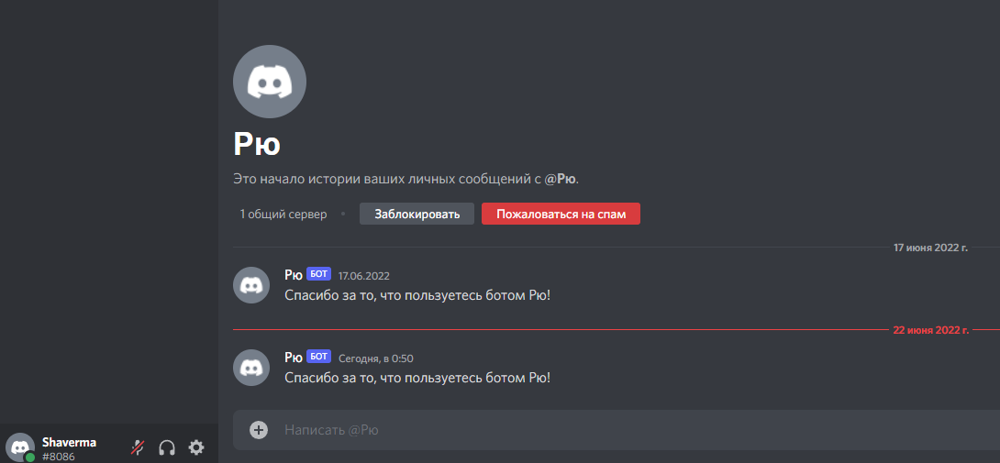 Рю
Это начало истории ваших личных сообщений с @Рю.
1 общий сервер • Заблокировать Пожаловаться на спам
17 июня 2022 г.
Рю БОТ 17.06.2022
Спасибо за то, что пользуетесь ботом Рю!
22 июня 2022 г.
Рю БОТ Сегодня, в 0:50
Спасибо за то, что пользуетесь ботом Рю!
Написать @Рю
Shaverma
#8086